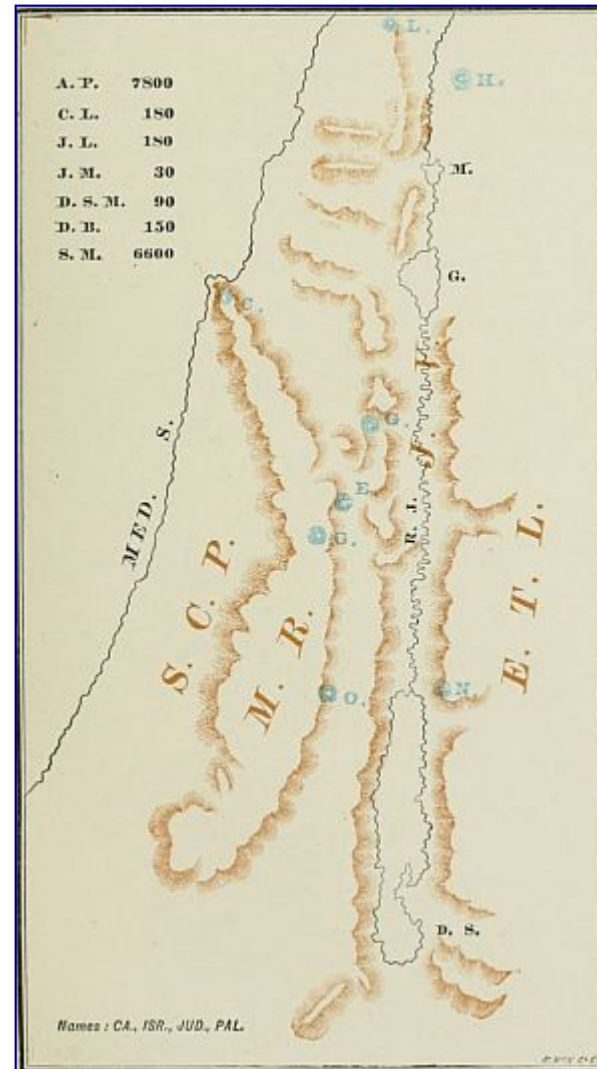 A. P. 7800
C. L. 180
J. L. 180
J. M. 30
D. S. M. 90
D. B. 150
S. M. 6600
L.
H.
M.
G.
C.
J. V.
G.
MED. S.
E.
R. J.
G.
S. C. P.
M. R.
E. T. L.
O.
N.
D. S.
Names : CA., ISR., JUD., PAL.